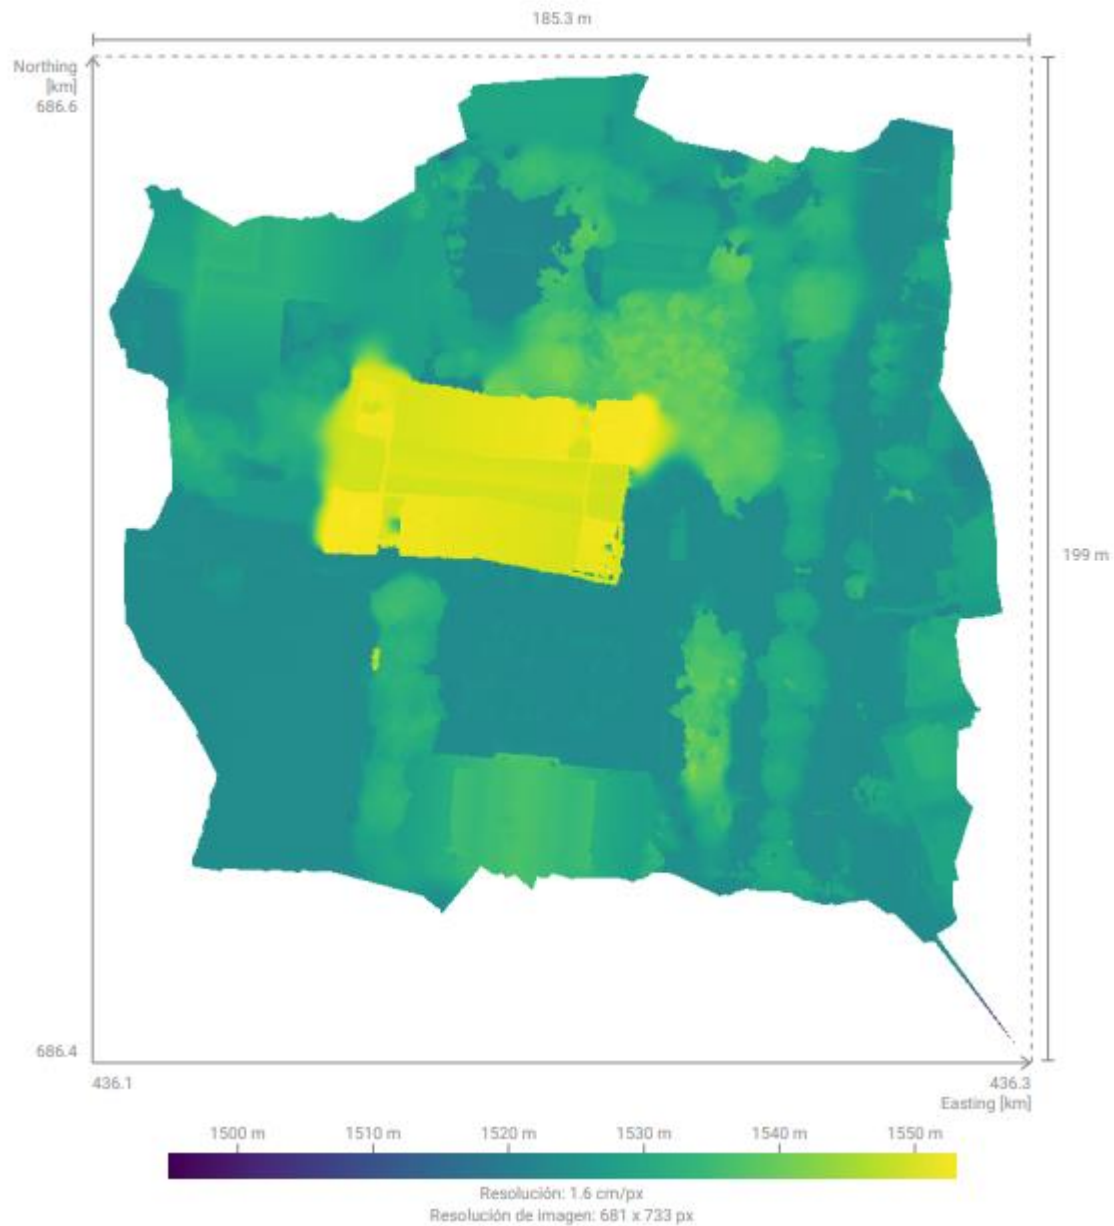 185.3 m
Northing
[km]
686.6
199 m
686.4
436.1
436.3
Easting [km]
1500 m
1510 m
1520 m
1530 m
1540 m
1550 m
Resolución: 1.6 cm/px
Resolución de imagen: 681 x 733 px